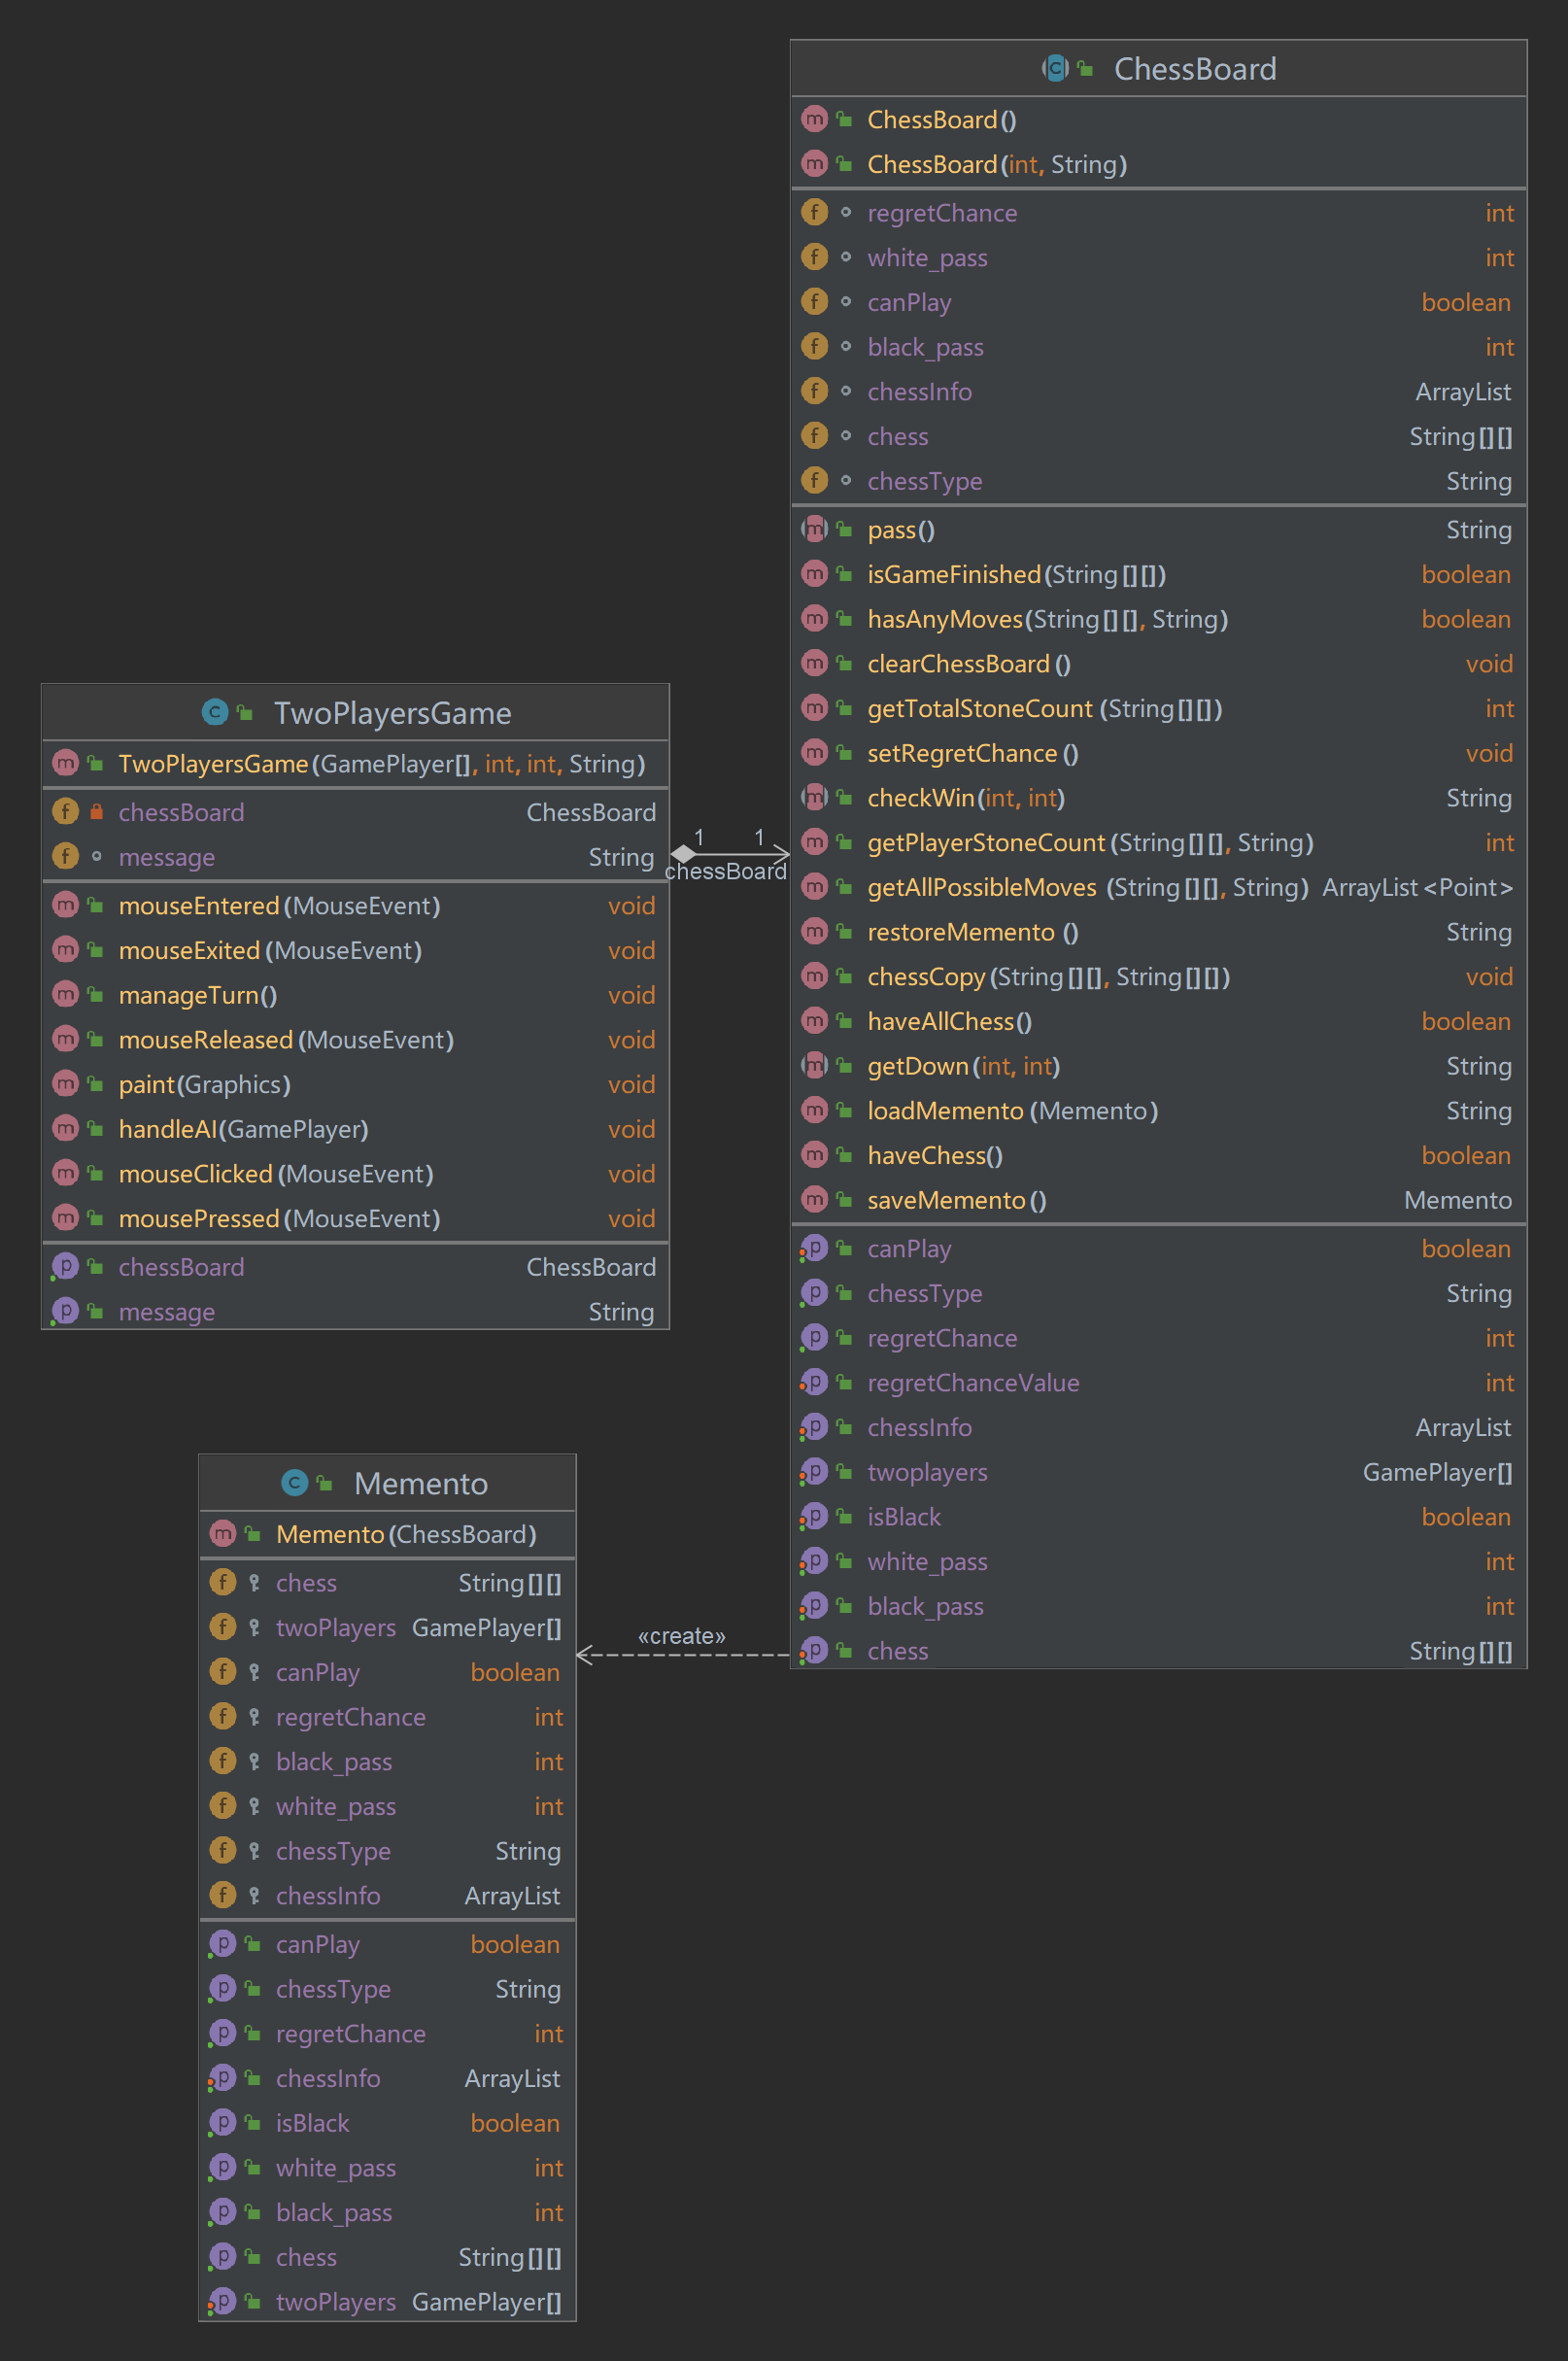 ChessBoard
ChessBoard()
ChessBoard(int, String)
regretChance int
white_pass int
canPlay boolean
black_pass int
chessInfo ArrayList
chess String[][]
chessType String
pass() String
isGameFinished(String[][]) boolean
hasAnyMoves(String[][], String) boolean
clearChessBoard() void
getTotalStoneCount(String[][]) int
setRegretChance() void
checkWin(int, int) String
getPlayerStoneCount(String[][], String) int
getAllPossibleMoves(String[][], String) ArrayList<Point>
restoreMemento() String
chessCopy(String[][], String[][]) void
haveAllChess() boolean
getDown(int, int) String
loadMemento(Memento) String
haveChess() boolean
saveMemento() Memento
canPlay boolean
chessType String
regretChance int
regretChanceValue int
chessInfo ArrayList
twoplayers GamePlayer[]
isBlack boolean
white_pass int
black_pass int
chess String[][]
TwoPlayersGame
TwoPlayersGame(GamePlayer[], int, int, String)
chessBoard ChessBoard
message String
mouseEntered(MouseEvent) void
mouseExited(MouseEvent) void
manageTurn() void
mouseReleased(MouseEvent) void
paint(Graphics) void
handleAI(GamePlayer) void
mouseClicked(MouseEvent) void
mousePressed(MouseEvent) void
chessBoard ChessBoard
message String
1 1
chessBoard
Memento
Memento(ChessBoard)
chess String[][]
twoPlayers GamePlayer[]
canPlay boolean
regretChance int
black_pass int
white_pass int
chessType String
chessInfo ArrayList
canPlay boolean
chessType String
regretChance int
chessInfo ArrayList
isBlack boolean
white_pass int
black_pass int
chess String[][]
twoPlayers GamePlayer[]
«create»